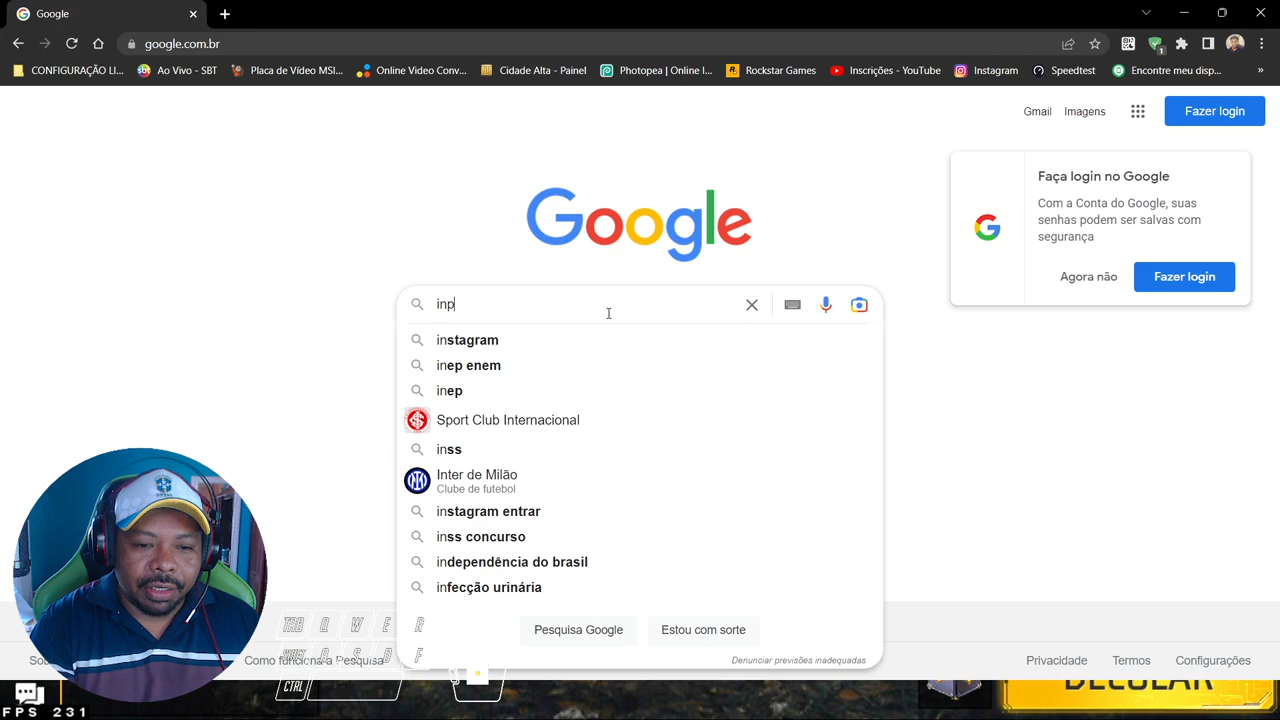 Google
google.com.br
1
CONFIGURAÇÃO LI...
Ao Vivo - SBT
Placa de Vídeo MSI...
Online Video Conv...
Cidade Alta - Painel
Photopea | Online I...
Rockstar Games
Inscrições - YouTube
Instagram
Speedtest
Encontre meu disp...
»
Gmail
Imagens
Fazer login
Faça login no Google
Com a Conta do Google, suas
senhas podem ser salvas com
segurança
Agora não
Fazer login
Google
inp
instagram
inep enem
inep
Sport Club Internacional
inss
Inter de Milão
Clube de futebol
instagram entrar
inss concurso
independência do brasil
infecção urinária
Pesquisa Google
Estou com sorte
Denunciar previsões inadequadas
Como funciona a Pesquisa
Privacidade
Termos
Configurações
TAB Q W E R
A S D F
CTRL
FPS 231